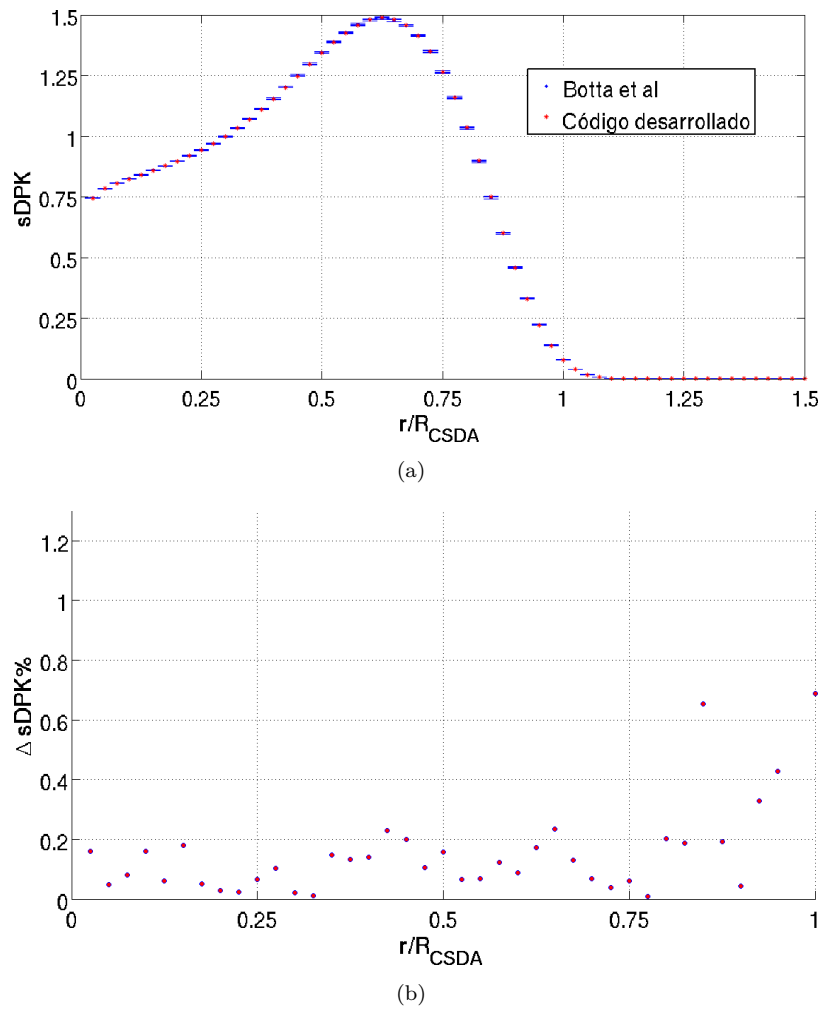 1.5
1.25
1
0.75
0.5
0.25
0
sDPK
Botta et al
Código desarrollado
0 0.25 0.5 0.75 1 1.25 1.5
r/R_CSDA
(a)
1.2
1
0.8
0.6
0.4
0.2
0
Δ sDPK%
0 0.25 0.5 0.75 1
r/R_CSDA
(b)